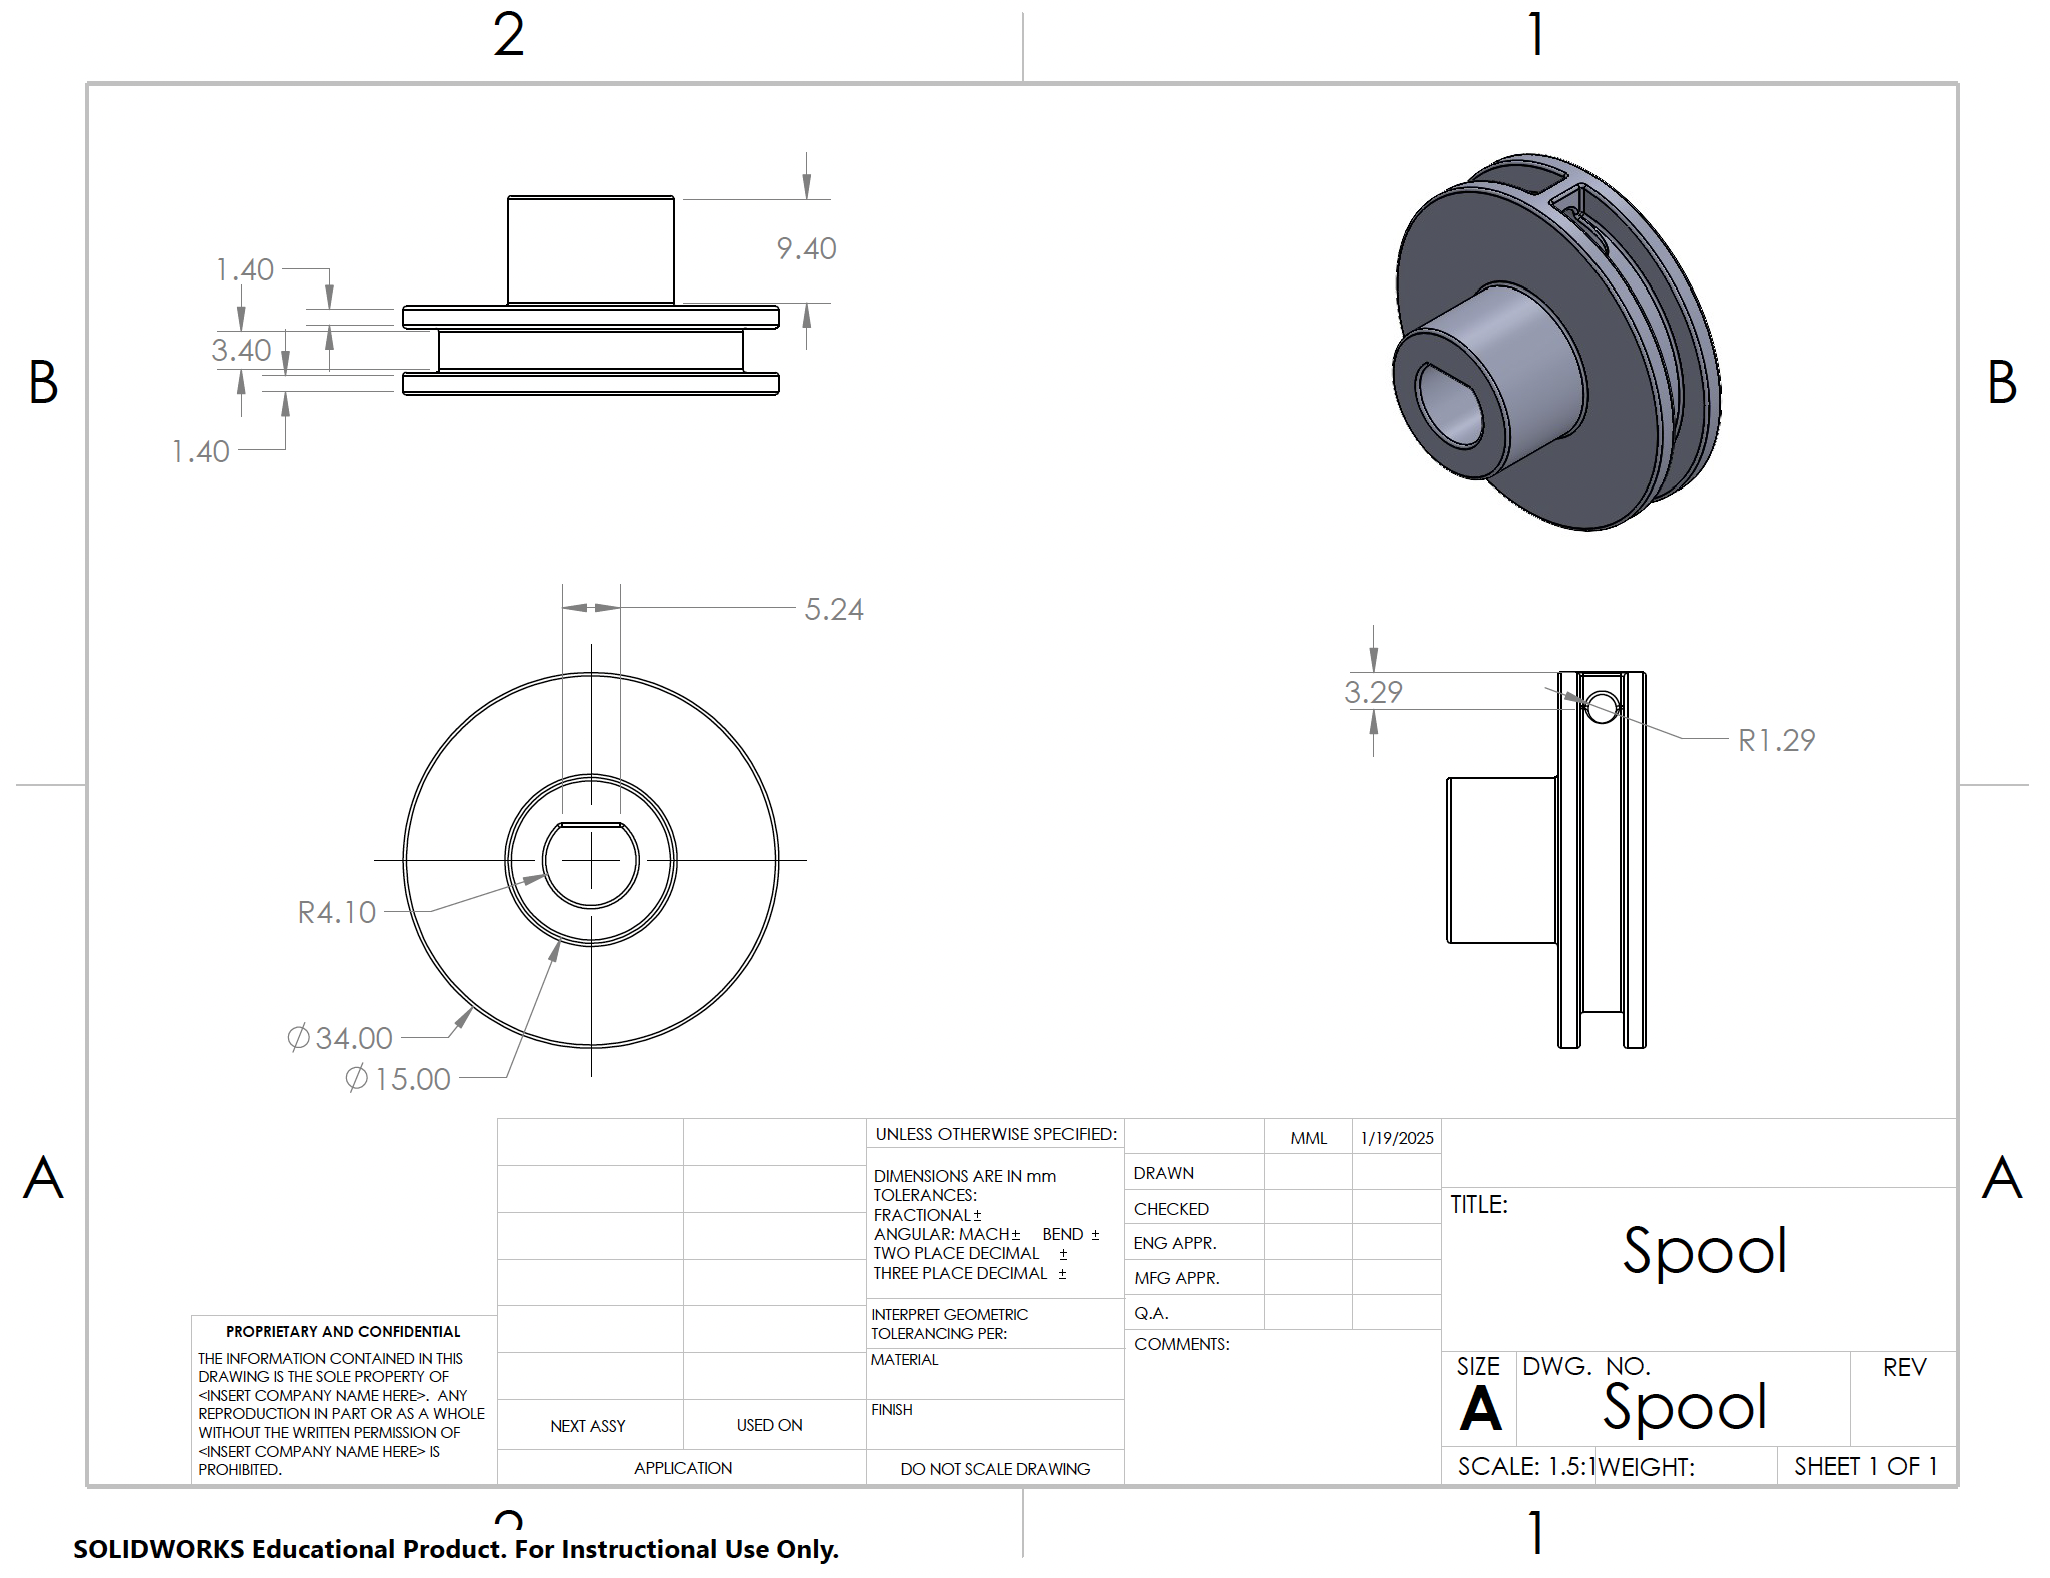 2 1
9.40
1.40
3.40
1.40
B B
5.24
3.29
R1.29
R4.10
∅34.00
∅15.00
A A
UNLESS OTHERWISE SPECIFIED:
DIMENSIONS ARE IN mm
TOLERANCES:
FRACTIONAL±
ANGULAR: MACH± BEND ±
TWO PLACE DECIMAL ±
THREE PLACE DECIMAL ±
INTERPRET GEOMETRIC
TOLERANCING PER:
MATERIAL
FINISH
DO NOT SCALE DRAWING
MML 1/19/2025
DRAWN
CHECKED
ENG APPR.
MFG APPR.
Q.A.
COMMENTS:
TITLE:
Spool
SIZE DWG. NO. REV
A Spool
SCALE: 1.5:1 WEIGHT: SHEET 1 OF 1
PROPRIETARY AND CONFIDENTIAL
THE INFORMATION CONTAINED IN THIS
DRAWING IS THE SOLE PROPERTY OF
<INSERT COMPANY NAME HERE>. ANY
REPRODUCTION IN PART OR AS A WHOLE
WITHOUT THE WRITTEN PERMISSION OF
<INSERT COMPANY NAME HERE> IS
PROHIBITED.
NEXT ASSY USED ON
APPLICATION
2 1
SOLIDWORKS Educational Product. For Instructional Use Only.